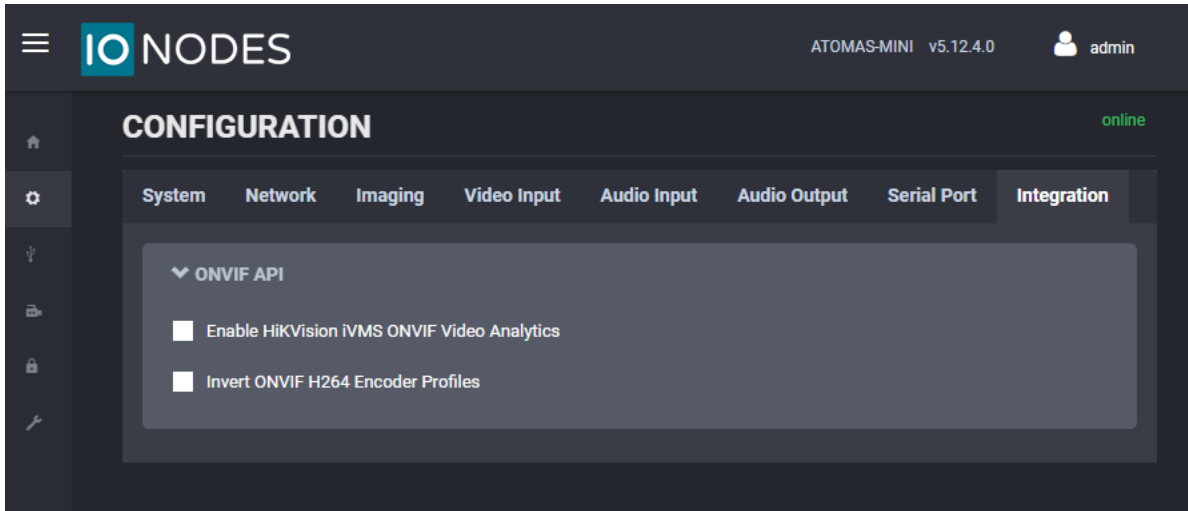 IO NODES ATOMAS-MINI v5.12.4.0 admin
CONFIGURATION online
System Network Imaging Video Input Audio Input Audio Output Serial Port Integration
ONVIF API
Enable HiKVision iVMS ONVIF Video Analytics
Invert ONVIF H264 Encoder Profiles